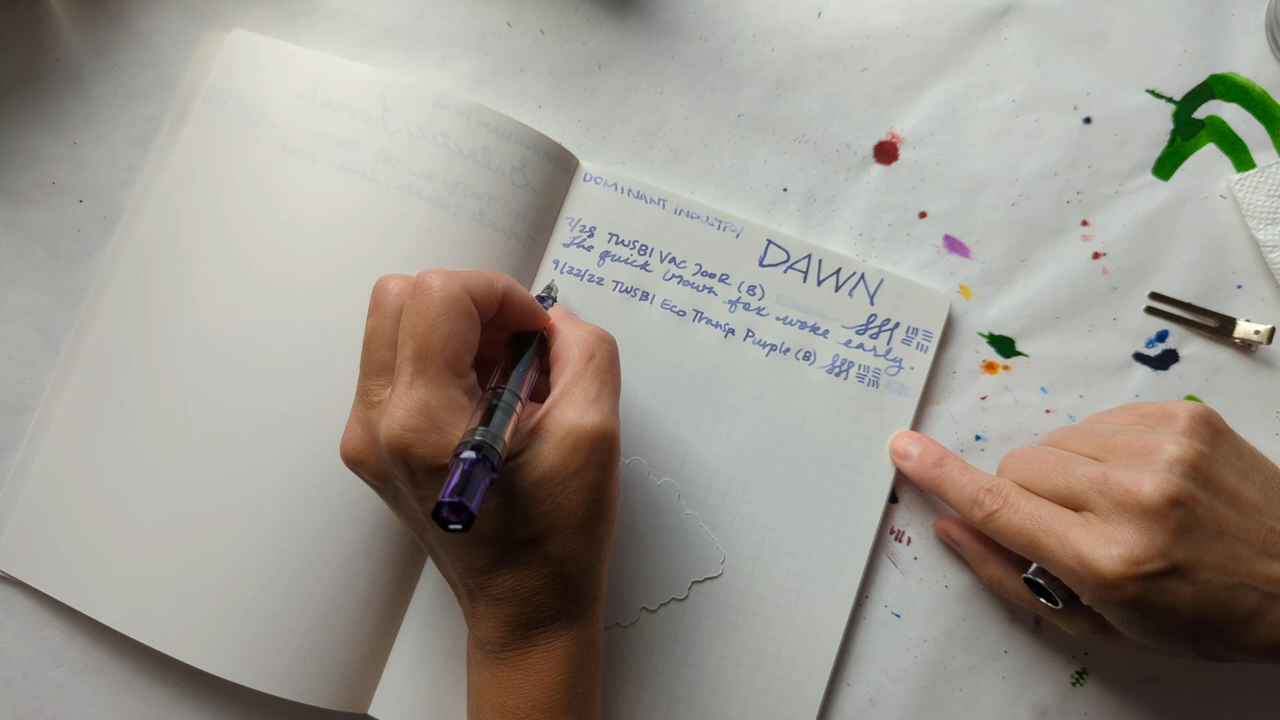 DOMINANT INDUSTRY
DAWN
7/28 TWSBI Vac 700R (B)
The quick brown fox woke early.
9/22/22 TWSBI Eco Transp Purple (B)